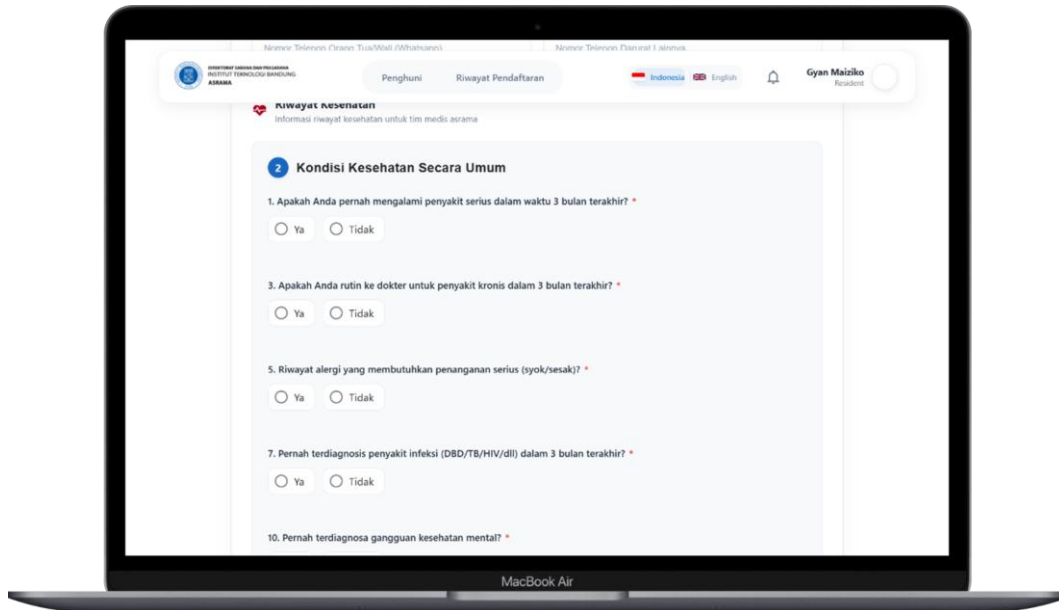 Nomor Telepon Orang Tua/Wali (Whatsapp)
Nomor Telepon Darurat Lainnya
DIREKTORAT SARANA DAN PRASARANA
INSTITUT TEKNOLOGI BANDUNG
ASRAMA
Penghuni
Riwayat Pendaftaran
Indonesia
English
Gyan Maiziko
Resident
Riwayat Kesehatan
Informasi riwayat kesehatan untuk tim medis asrama
2 Kondisi Kesehatan Secara Umum
1. Apakah Anda pernah mengalami penyakit serius dalam waktu 3 bulan terakhir? *
Ya Tidak
3. Apakah Anda rutin ke dokter untuk penyakit kronis dalam 3 bulan terakhir? *
Ya Tidak
5. Riwayat alergi yang membutuhkan penanganan serius (syok/sesak)? *
Ya Tidak
7. Pernah terdiagnosis penyakit infeksi (DBD/TB/HIV/dll) dalam 3 bulan terakhir? *
Ya Tidak
10. Pernah terdiagnosa gangguan kesehatan mental? *
MacBook Air